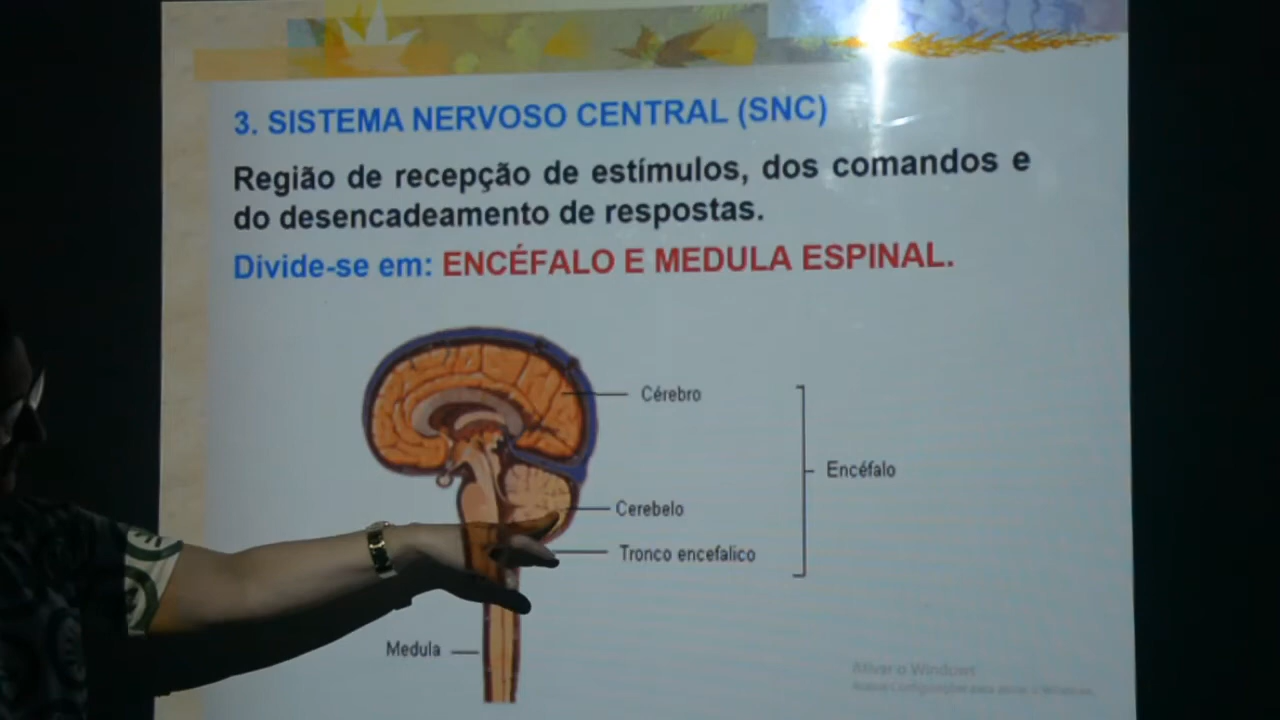 3. SISTEMA NERVOSO CENTRAL (SNC)
Região de recepção de estímulos, dos comandos e
do desencadeamento de respostas.
Divide-se em: ENCÉFALO E MEDULA ESPINAL.
Cérebro
Encéfalo
Cerebelo
Tronco encefalico
Medula
Ativar o Windows